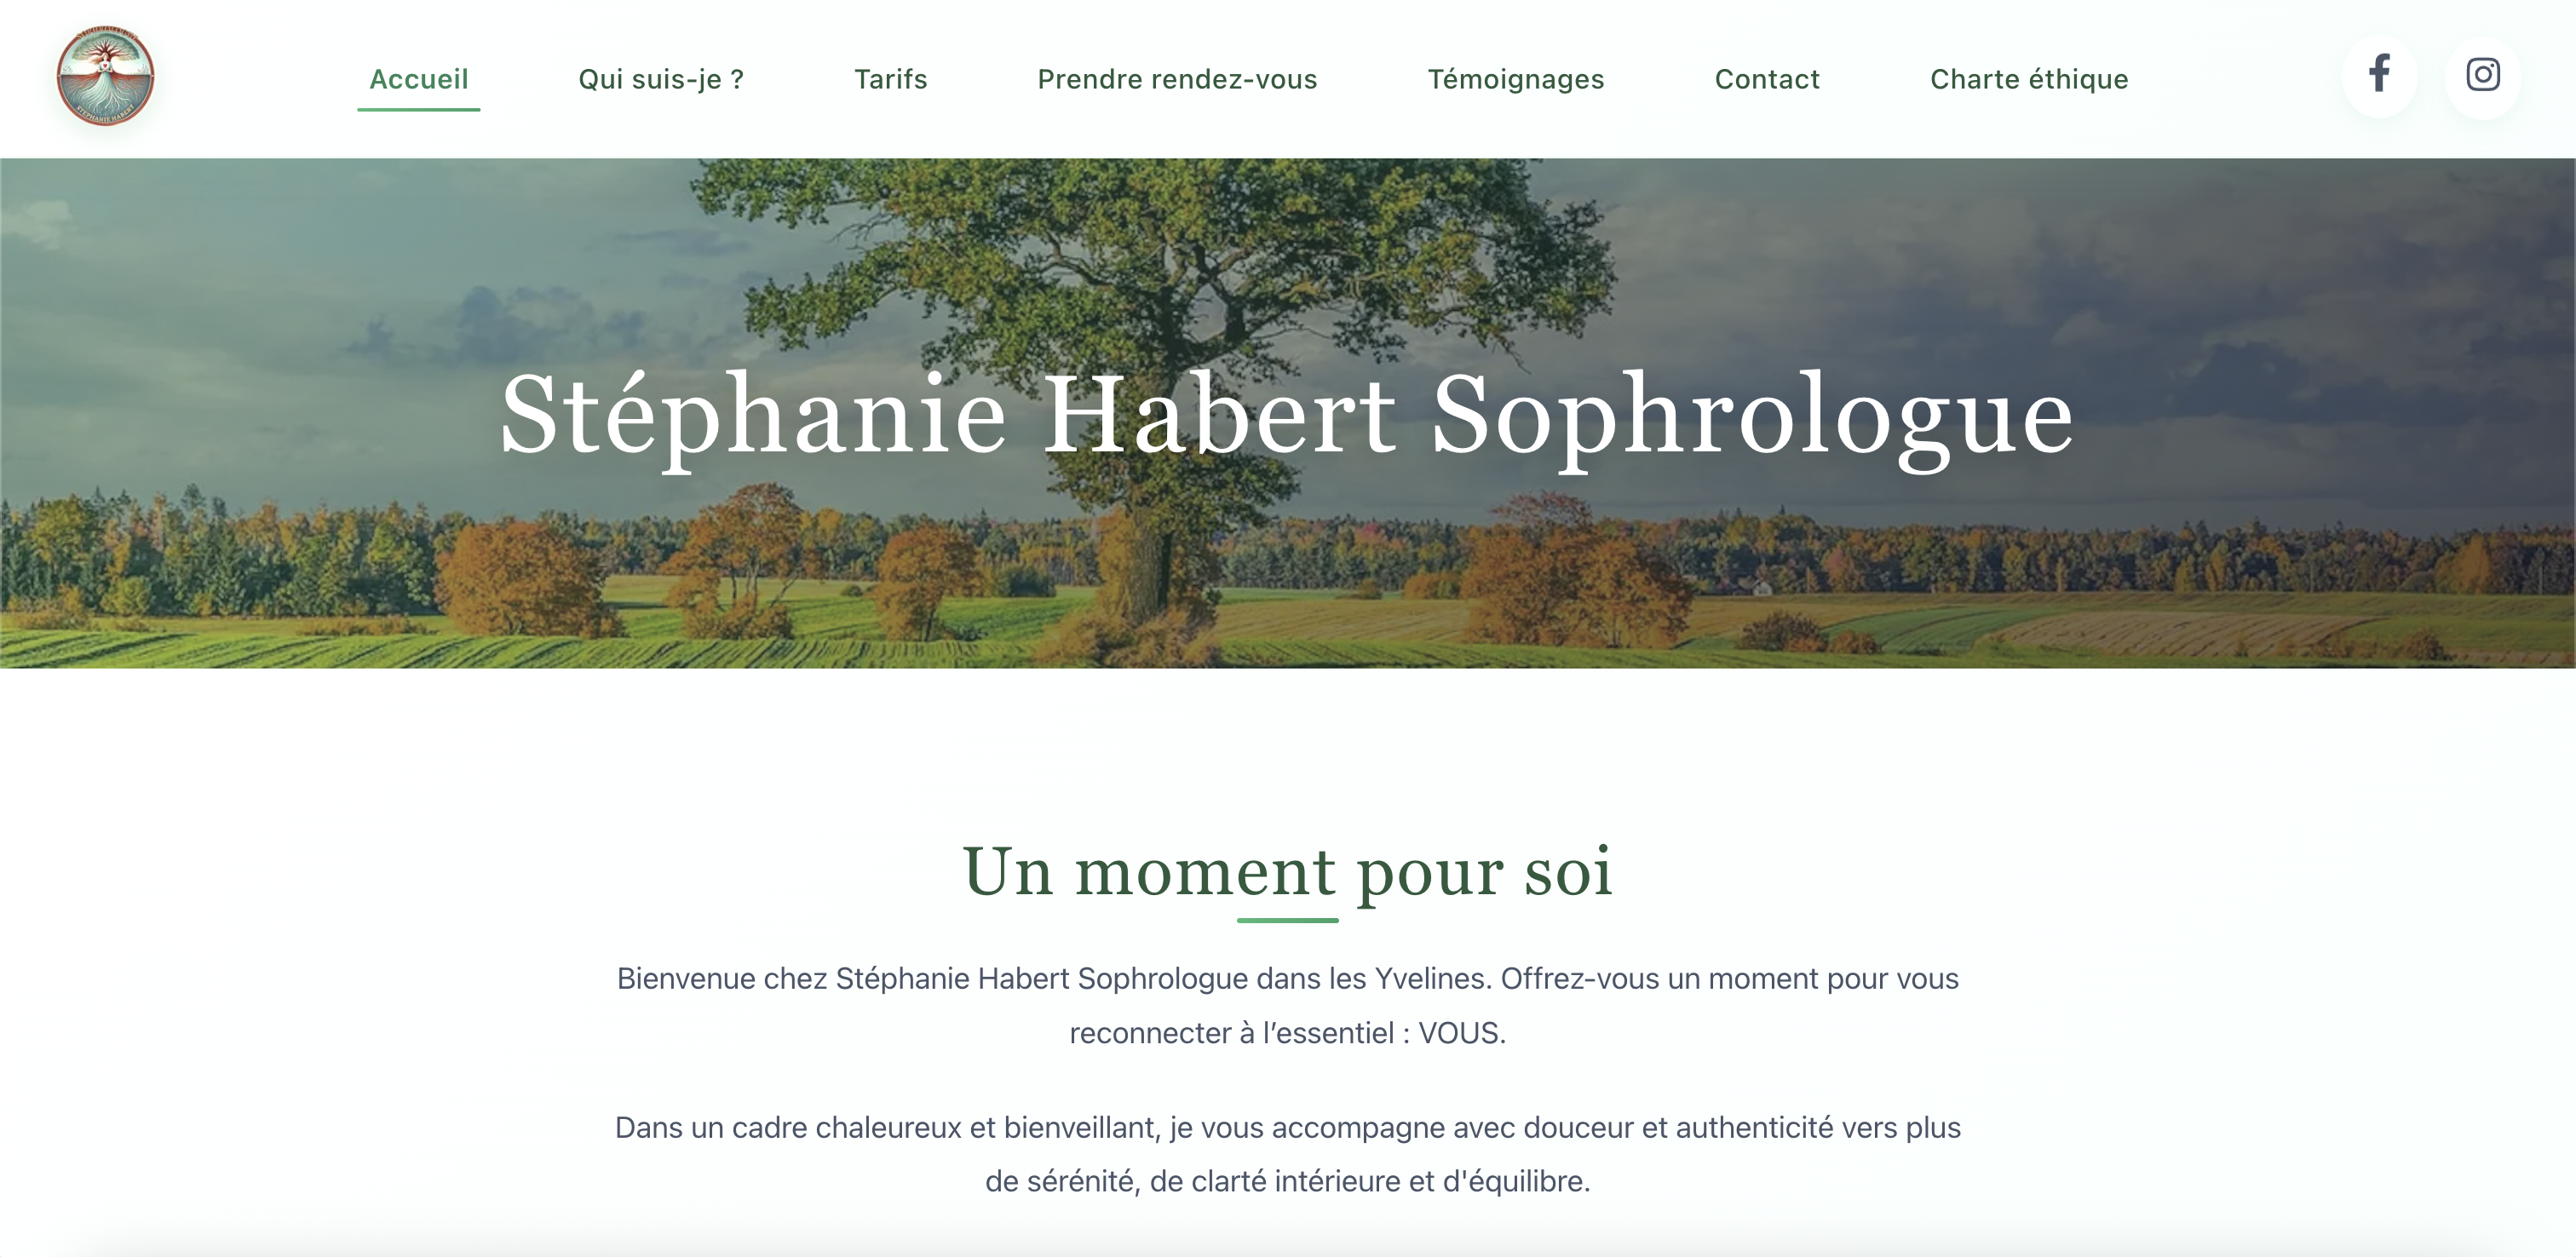 Accueil
Qui suis-je ?
Tarifs
Prendre rendez-vous
Témoignages
Contact
Charte éthique
STÉPHANIE HABERT
Stéphanie Habert Sophrologue
Un moment pour soi
Bienvenue chez Stéphanie Habert Sophrologue dans les Yvelines. Offrez-vous un moment pour vous
reconnecter à l’essentiel : VOUS.
Dans un cadre chaleureux et bienveillant, je vous accompagne avec douceur et authenticité vers plus
de sérénité, de clarté intérieure et d'équilibre.